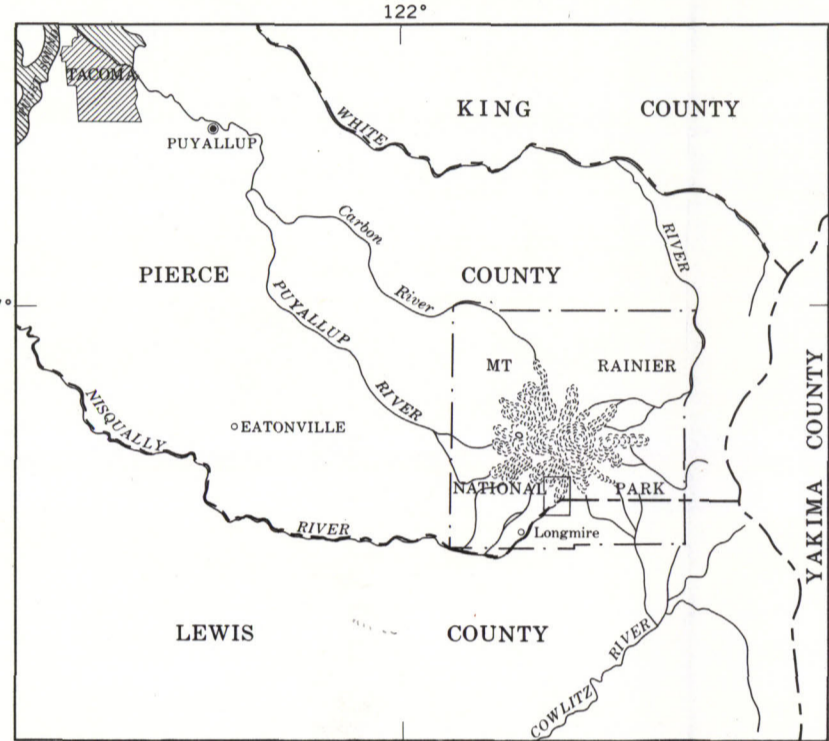 122°
TACOMA
PUYALLUP
WHITE
KING COUNTY
Carbon
River
RIVER
PIERCE COUNTY
7°
PUYALLUP
RIVER
MT RAINIER
NISQUALLY
EATONVILLE
NATIONAL PARK
RIVER
Longmire
YAKIMA COUNTY
LEWIS COUNTY
COWLITZ RIVER